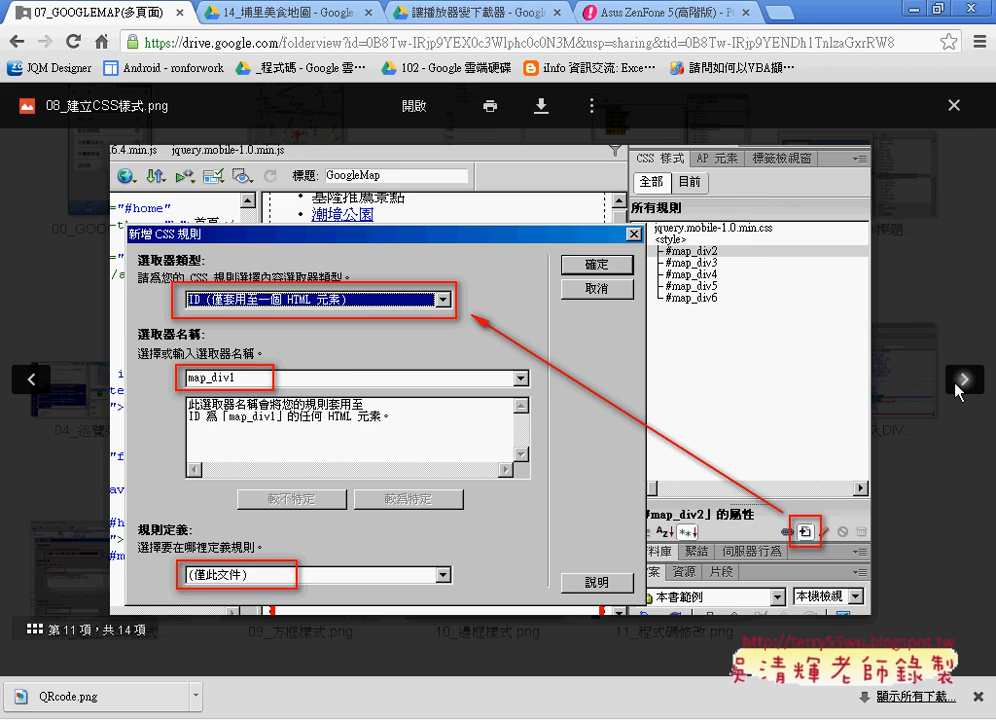 07_GOOGLEMAP(多頁面)
14_埔里美食地圖 - Google
讓播放器變下載器 - Google
Asus ZenFone 5(高階版) - P
https://drive.google.com/folderview?id=0B8Tw-IRjp9YEX0c3Wlphc0c0N3M&usp=sharing&tid=0B8Tw-IRjp9YENDh1TnlzaGxrRW8
JQM Designer
Android - ronforwork
_程式碼 - Google 雲…
102 - Google 雲端硬碟
iInfo 資訊交流: Exce…
請問如何以VBA擷…
08_建立CSS樣式.png
開啟
.6.4.min.js jquery.mobile-1.0.min.js
標題: GoogleMap
CSS 樣式 AP 元素 標籤檢視窗
全部 目前
所有規則
jquery.mobile-1.0.min.css
<style>
#map_div2
#map_div3
#map_div4
#map_div5
#map_div6
="#home"
基隆推薦景點
潮境公園
新增 CSS 規則
選取器類型:
請為您的 CSS 規則選擇內容選取器類型。
ID (僅套用至一個 HTML 元素)
確定
取消
選取器名稱:
選擇或輸入選取器名稱。
map_div1
此選取器名稱會將您的規則套用至
ID 為「map_div1」的任何 HTML 元素。
較不特定 較為特定
規則定義:
選擇要在哪裡定義規則。
(僅此文件)
說明
#map_div2」的屬性
料庫 繫結 伺服器行為
案 資源 片段
本書範例 本機檢視
第 11 項，共 14 項
09_方框樣式.png
10_邊框樣式.png
11_程式碼修改.png
http://terry55wu.blogspot.tw
吳清輝老師錄製
QRcode.png
顯示所有下載...